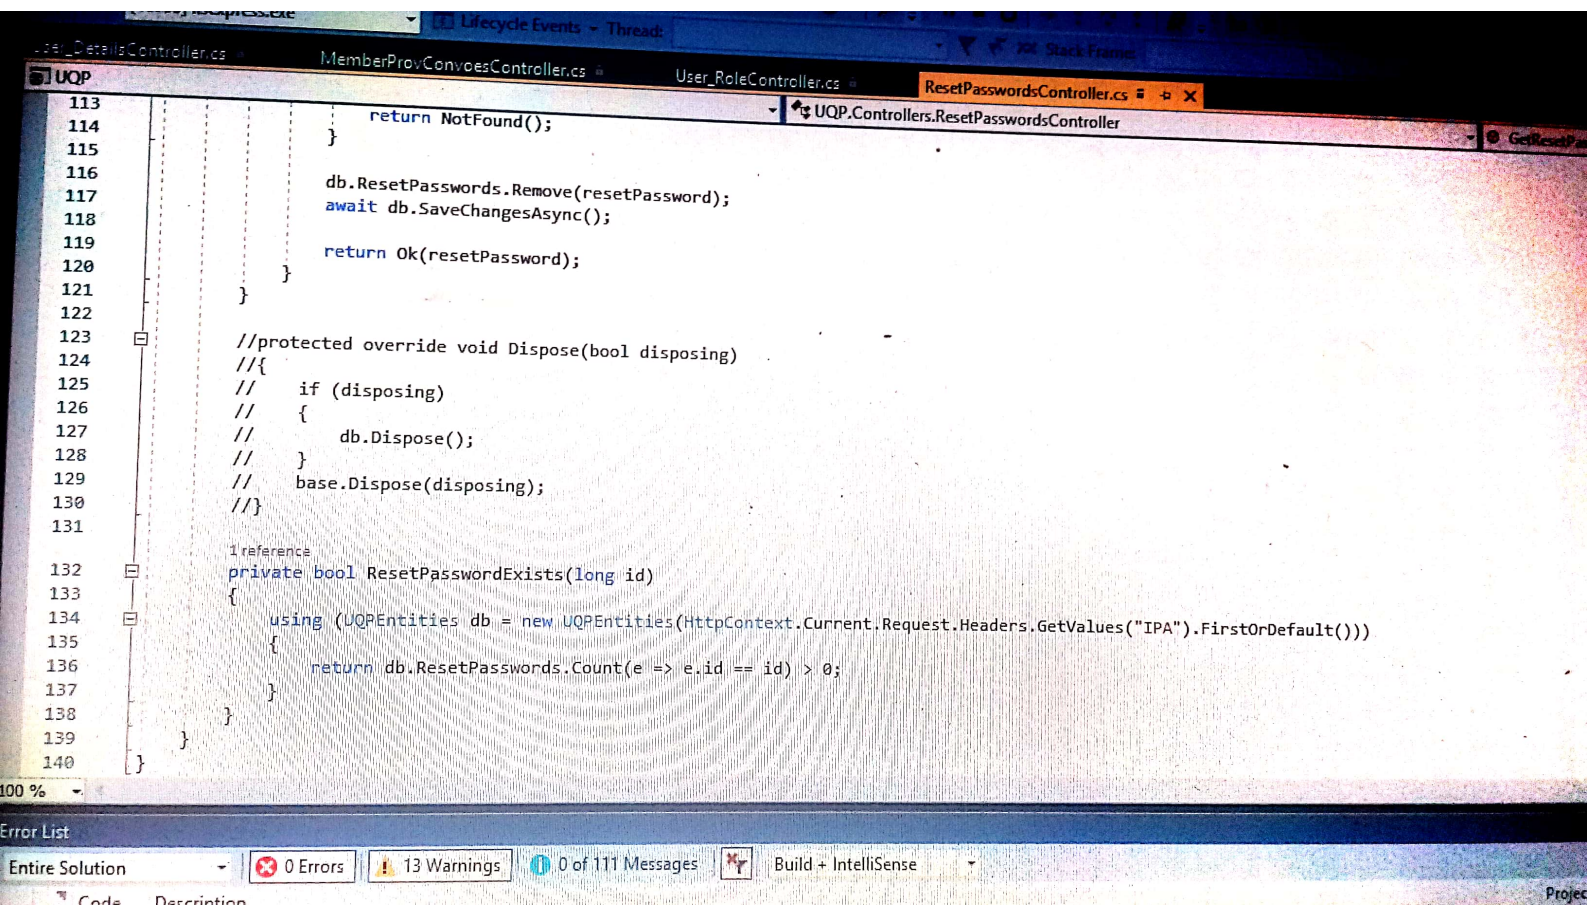 Lifecycle Events Thread:
Stack Frame:
User_DetailsController.cs MemberProvConvoesController.cs User_RoleController.cs ResetPasswordsController.cs
UQP UQP.Controllers.ResetPasswordsController
113 return NotFound();
114 }
115
116
117 db.ResetPasswords.Remove(resetPassword);
118 await db.SaveChangesAsync();
119
120 return Ok(resetPassword);
121 }
122 }
123 //protected override void Dispose(bool disposing)
124 //{
125 // if (disposing)
126 // {
127 // db.Dispose();
128 // }
129 // base.Dispose(disposing);
130 //}
131
1 reference
132 private bool ResetPasswordExists(long id)
133 {
134 using (UQPEntities db = new UQPEntities(HttpContext.Current.Request.Headers.GetValues("IPA").FirstOrDefault()))
135 {
136 return db.ResetPasswords.Count(e => e.id == id) > 0;
137 }
138 }
139 }
140 }
100 %
Error List
Entire Solution 0 Errors 13 Warnings 0 of 111 Messages Build + IntelliSense
Code Description Projec